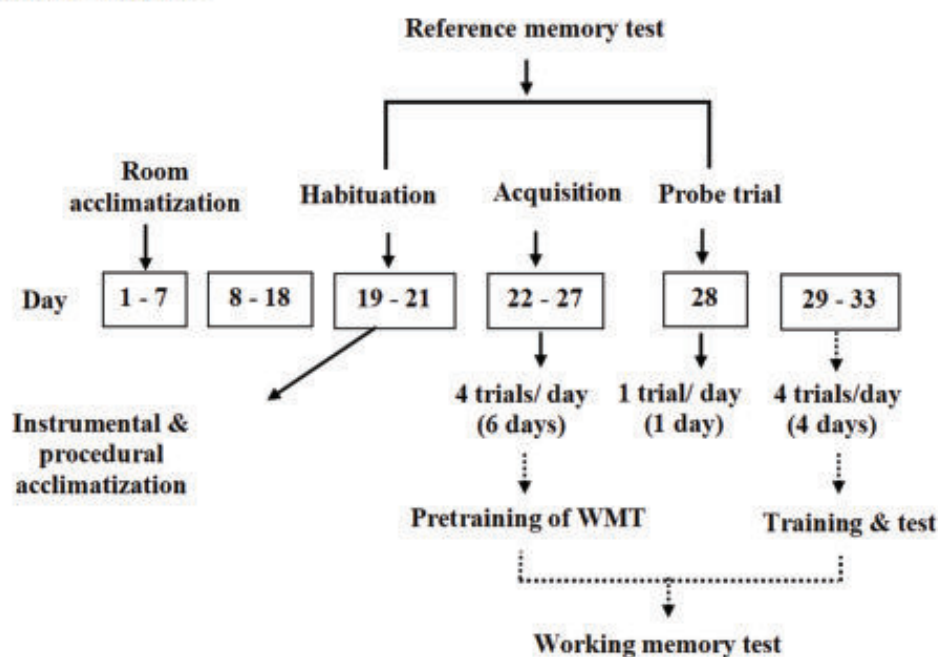 Reference memory test
Room
acclimatization
Habituation
Acquisition
Probe trial
Day
1 - 7
8 - 18
19 - 21
22 - 27
28
29 - 33
Instrumental &
procedural
acclimatization
4 trials/ day
(6 days)
1 trial/ day
(1 day)
4 trials/day
(4 days)
Pretraining of WMT
Training & test
Working memory test